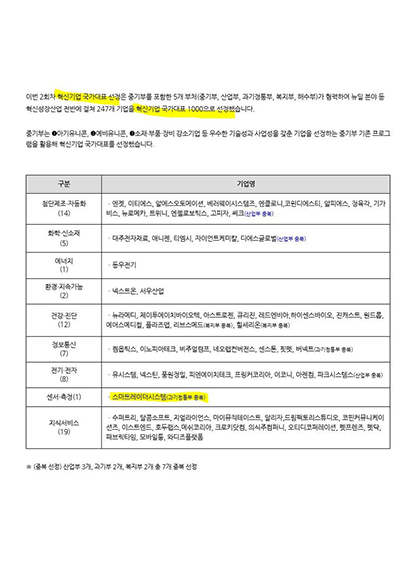 이번 2회차 혁신기업 국가대표 선정은 중기부를 포함한 5개 부처(중기부, 산업부, 과기정통부, 복지부, 해수부)가 협력하여 뉴딜 분야 등
혁신성장산업 전반에 걸쳐 247개 기업을 혁신기업 국가대표 1000으로 선정했습니다.
중기부는 ❶아기유니콘, ❷예비유니콘, ❸소재·부품·장비 강소기업 등 우수한 기술성과 사업성을 갖춘 기업을 선정하는 중기부 기존 프로그
램을 활용해 혁신기업 국가대표를 선정했습니다.
구분 기업명
첨단제조·자동화
(14)
· 엔젯, 이티에스, 알에스오토메이션, 베러웨이시스템즈, 엔클로니,코윈디에스티, 알피에스, 정육각, 기가
비스, 뉴로메카, 트위니, 엔젤로보틱스, 고피자, 쎄크(산업부 중복)
화학·신소재
(5)
· 대주전자재료, 애니젠, 티엠시, 자이언트케미칼, 디에스글로벌(산업부 중복)
에너지
(1)
· 동우전기
환경·지속가능
(2)
· 넥스트온, 서우산업
건강·진단
(12)
· 뉴라메디, 제이투에이치바이오텍, 아스트로젠, 큐리진, 레드엔비아,하이센스바이오, 진캐스트, 원드롭,
에어스메디컬, 플라즈맵, 리브스메드(복지부 중복), 힐세리온(복지부 중복)
정보통신
(7)
· 켐옵틱스, 이노피아테크, 비주얼캠프, 네오랩컨버전스, 센스톤, 핏펫, 버넥트(과기정통부 중복)
전기·전자
(8)
· 유시스템, 넥스틴, 풍원정밀, 피엔에이치테크, 프링커코리아, 이코니, 아젠컴, 파크시스템스(산업부 중복)
센서·측정(1)
· 스마트레이더시스템(과기정통부 중복)
지식서비스
(19)
· 수퍼트리, 달콤소프트, 지열라이언스, 마이뮤직테이스트, 달리자,드림팩토리스튜디오, 코핀커뮤니케이
션즈, 이스트엔드, 호두랩스,메쉬코리아, 크로키닷컴, 의식주컴퍼니, 오티디코퍼레이션, 펫프렌즈, 펫닥,
패브릭타임, 모바일퉁, 와디즈플랫폼
※ (중복 선정) 산업부 3개, 과기부 2개, 복지부 2개 총 7개 중복 선정